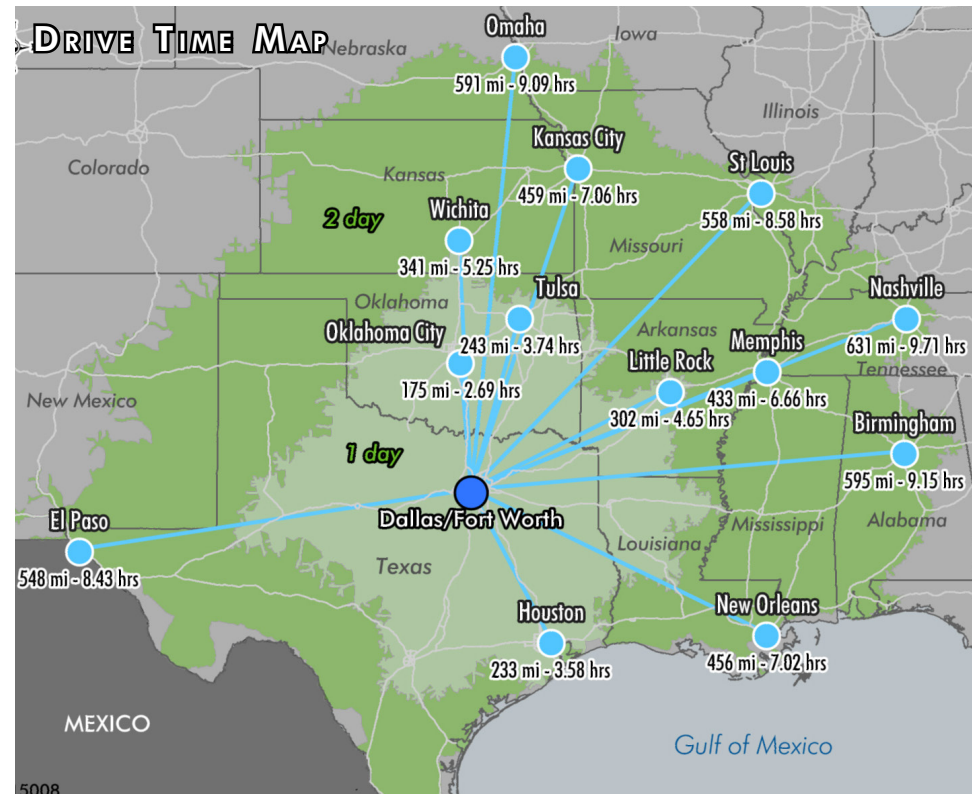 DRIVE TIME MAP
Omaha
591 mi - 9.09 hrs
Nebraska
Iowa
Illinois
Colorado
Kansas City
459 mi - 7.06 hrs
Kansas
St Louis
558 mi - 8.58 hrs
2 day
Wichita
341 mi - 5.25 hrs
Missouri
Oklahoma
Tulsa
243 mi - 3.74 hrs
Nashville
631 mi - 9.71 hrs
Oklahoma City
175 mi - 2.69 hrs
Arkansas
Memphis
433 mi - 6.66 hrs
Little Rock
302 mi - 4.65 hrs
Tennessee
New Mexico
Birmingham
595 mi - 9.15 hrs
1 day
Dallas/Fort Worth
El Paso
548 mi - 8.43 hrs
Mississippi
Alabama
Louisiana
Texas
Houston
233 mi - 3.58 hrs
New Orleans
456 mi - 7.02 hrs
MEXICO
Gulf of Mexico
5008